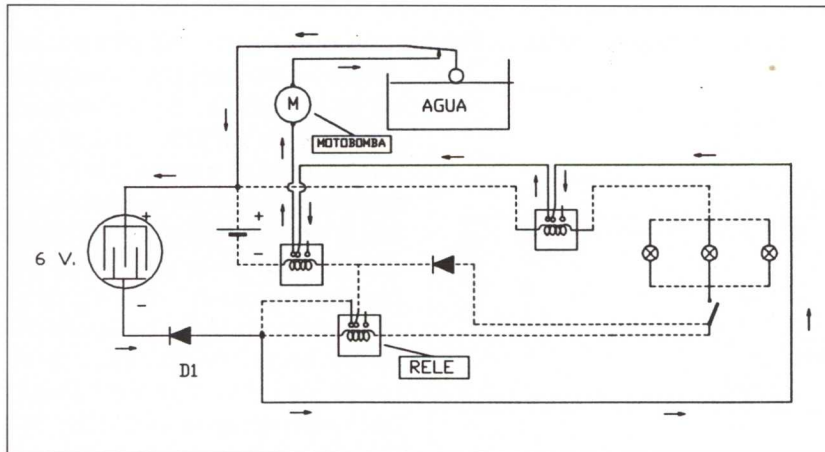 AGUA
M
MOTOBOMBA
+
+
6 V.
-
-
D1
RELE